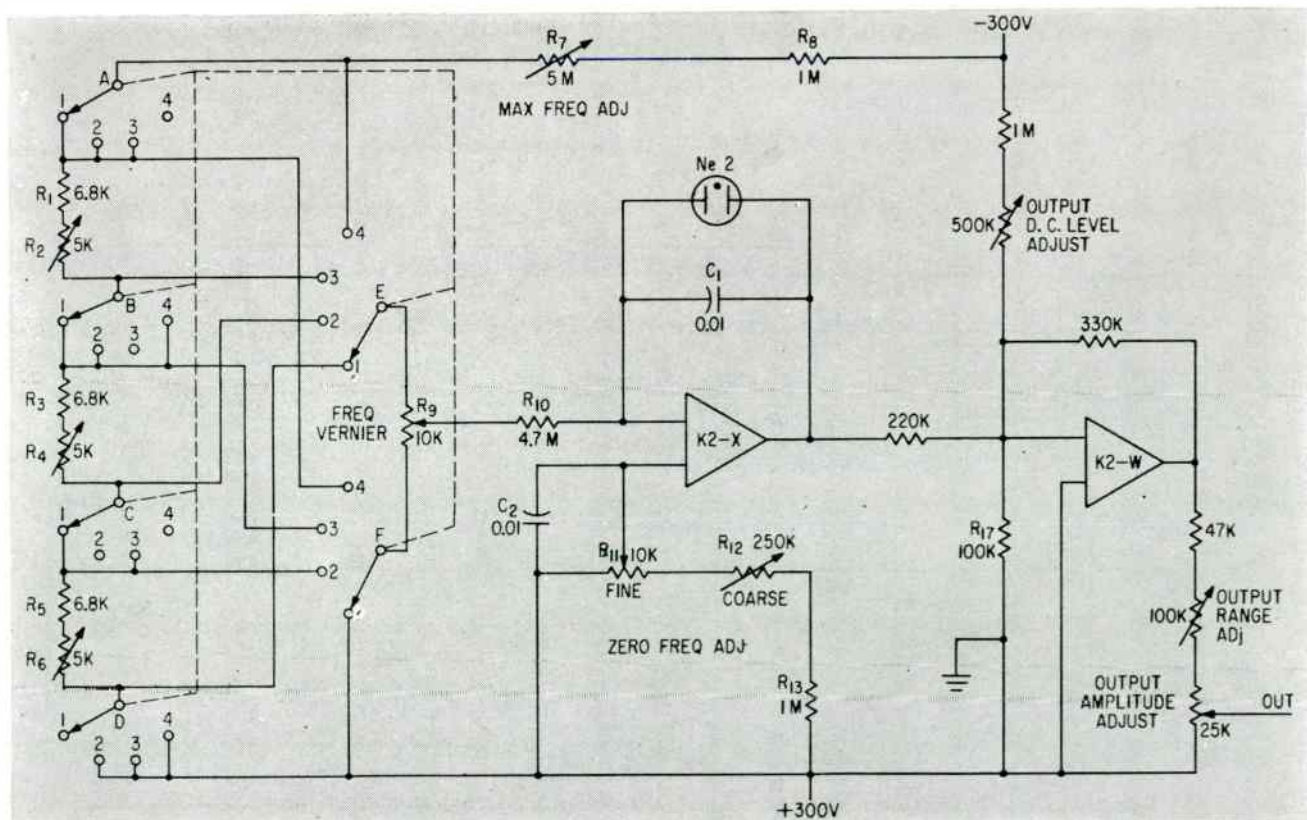 -300V
A
R7
5 M
MAX FREQ ADJ
R8
1 M
1
2
3
4
R1
6.8K
R2
5K
1 M
500K
OUTPUT
D. C. LEVEL
ADJUST
Ne 2
C1
0.01
4
3
2
1
E
B
1
2
3
4
R3
6.8K
R4
5K
FREQ
VERNIER
R9
10K
R10
4.7 M
K2-X
220K
330K
K2-W
C
1
2
3
4
4
3
2
F
C2
0.01
R11
10K
FINE
R12
250K
COARSE
ZERO FREQ ADJ
R13
1 M
R17
100K
47K
100K
OUTPUT
RANGE
ADj
OUTPUT
AMPLITUDE
ADJUST
OUT
25K
R5
6.8K
R6
5K
D
1
2
3
4
+300V